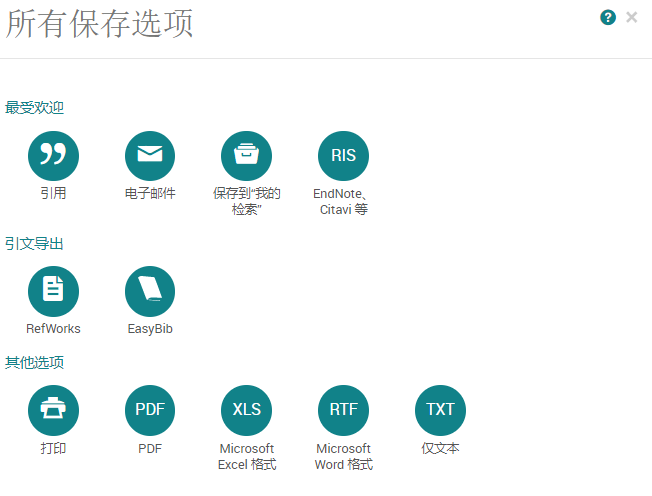 所有保存选项
?
最受欢迎
RIS
引用
电子邮件
保存到“我的
检索”
EndNote、
Citavi 等
引文导出
RefWorks
EasyBib
其他选项
PDF
XLS
RTF
TXT
打印
PDF
Microsoft
Excel 格式
Microsoft
Word 格式
仅文本